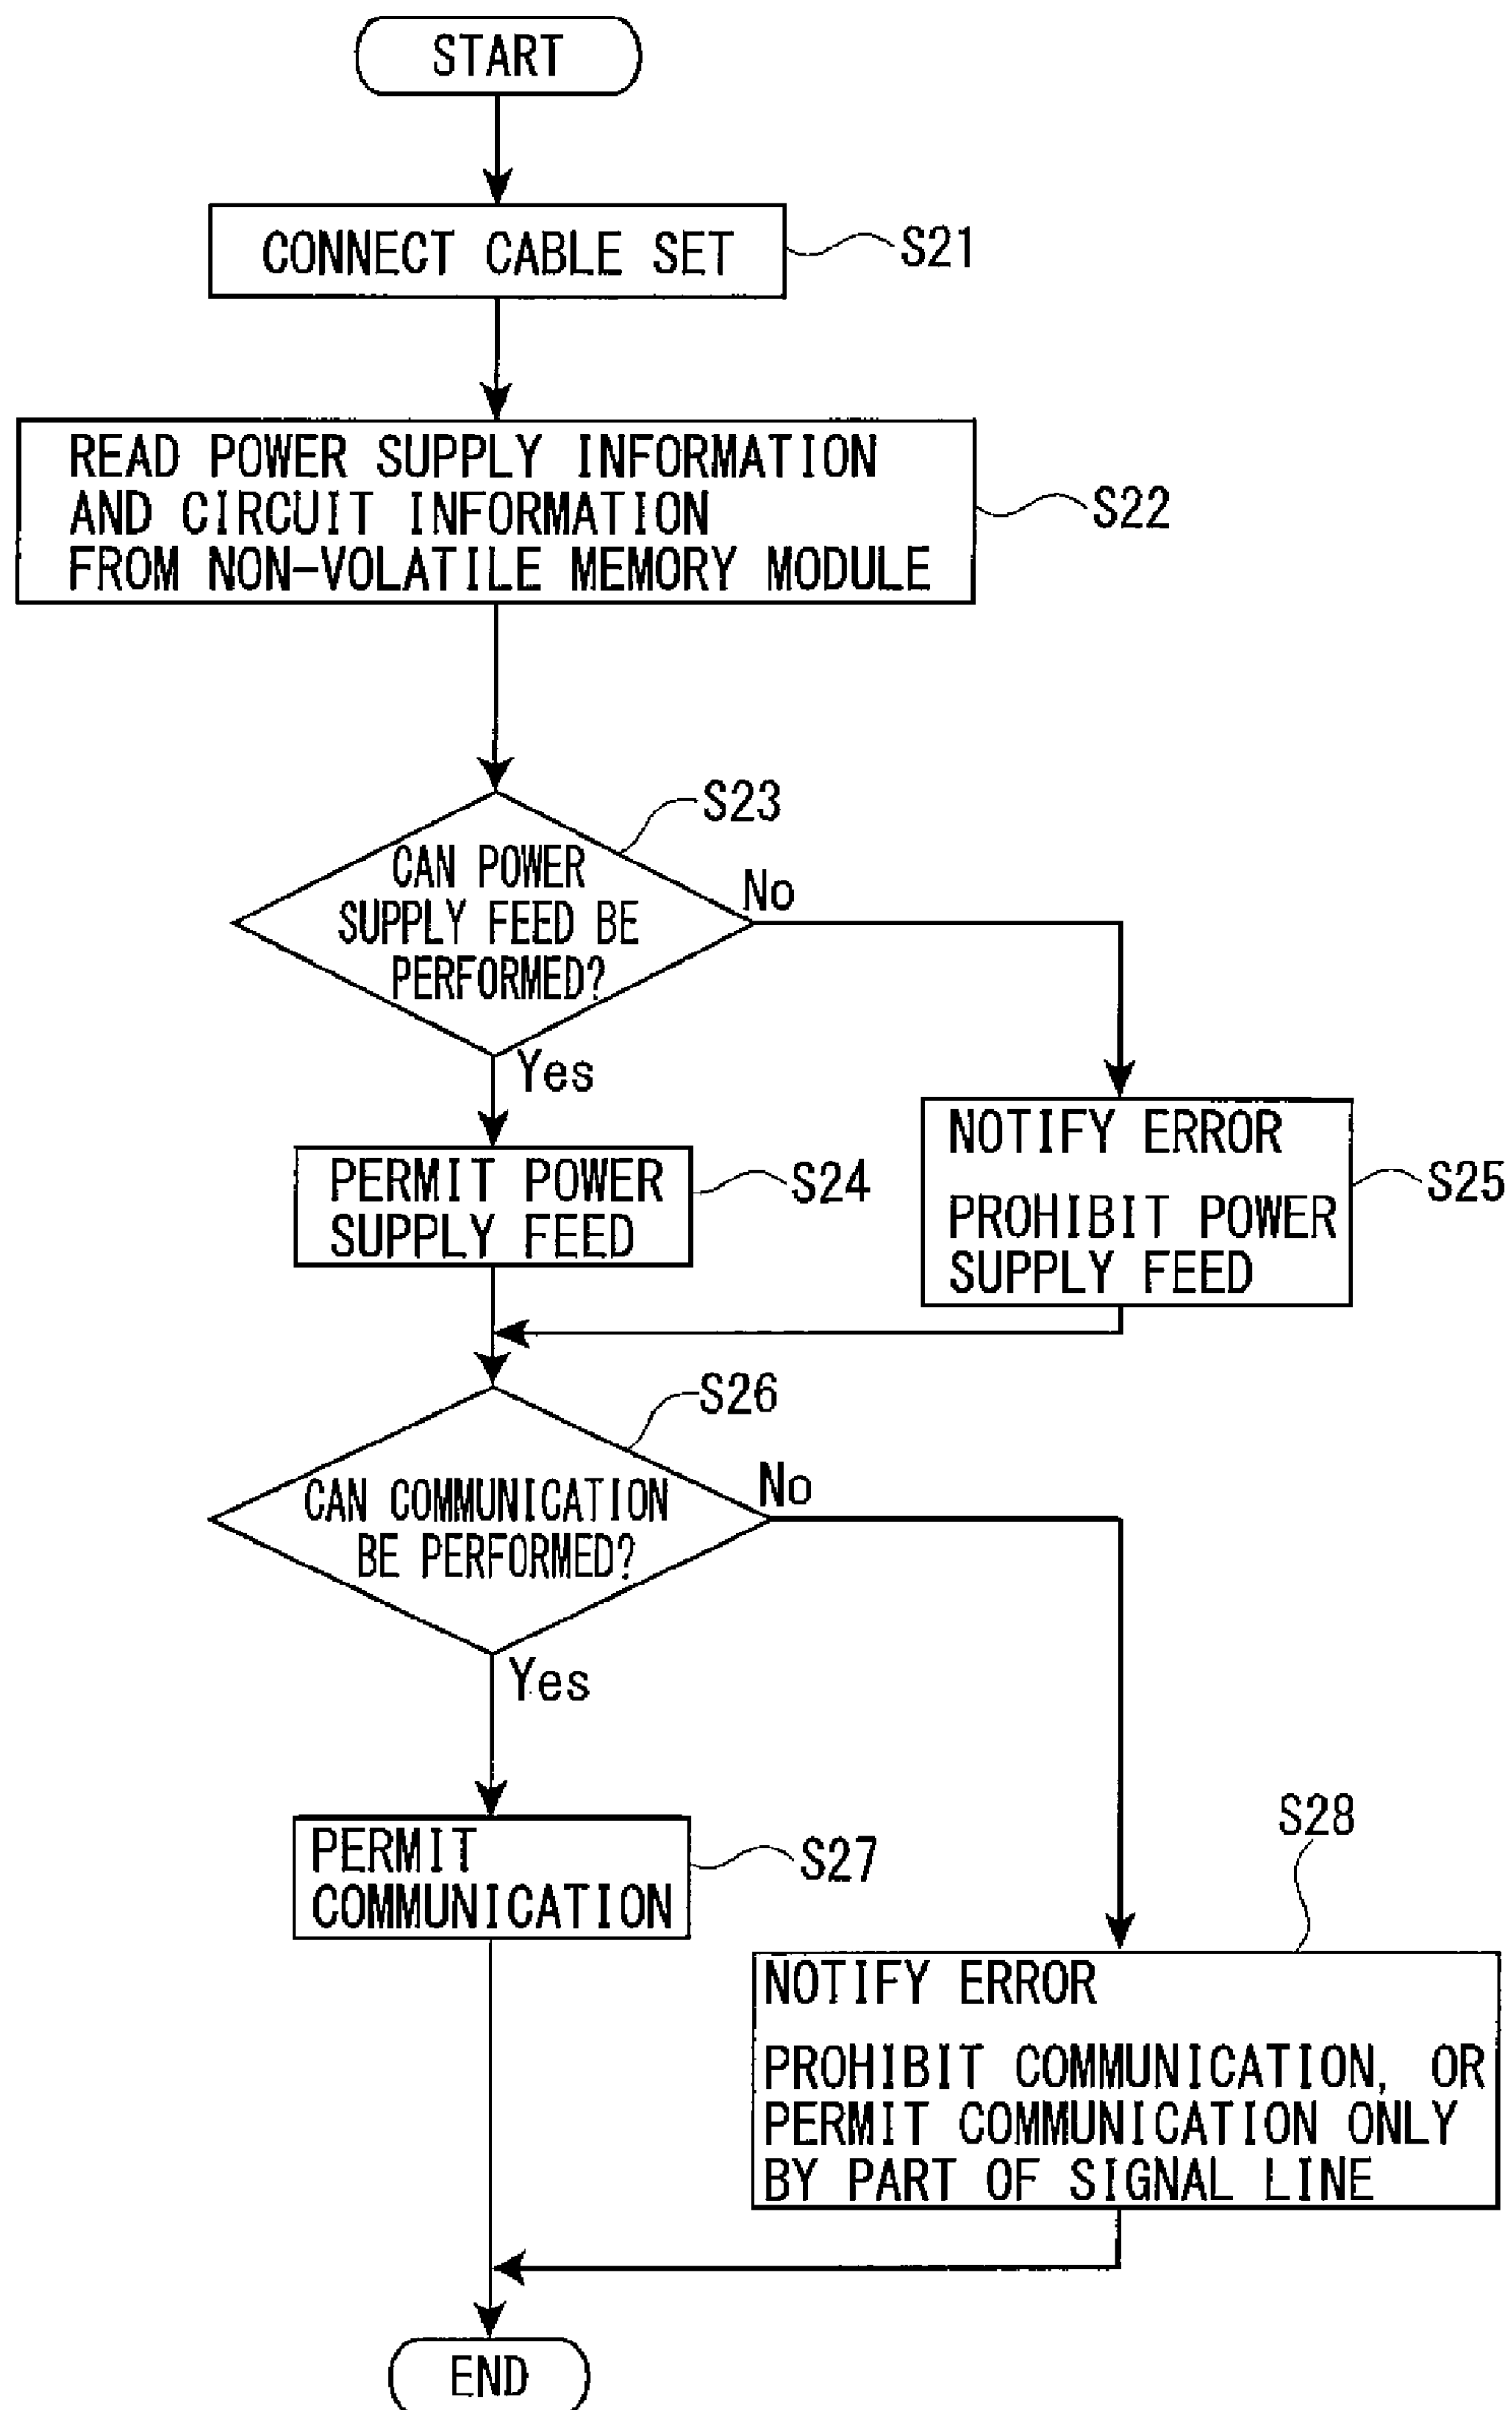 START
CONNECT CABLE SET
S21
READ POWER SUPPLY INFORMATION
AND CIRCUIT INFORMATION
FROM NON-VOLATILE MEMORY MODULE
S22
S23
CAN POWER
SUPPLY FEED BE
PERFORMED?
No
Yes
PERMIT POWER
SUPPLY FEED
S24
NOTIFY ERROR
PROHIBIT POWER
SUPPLY FEED
S25
S26
CAN COMMUNICATION
BE PERFORMED?
No
Yes
PERMIT
COMMUNICATION
S27
S28
NOTIFY ERROR
PROHIBIT COMMUNICATION, OR
PERMIT COMMUNICATION ONLY
BY PART OF SIGNAL LINE
END